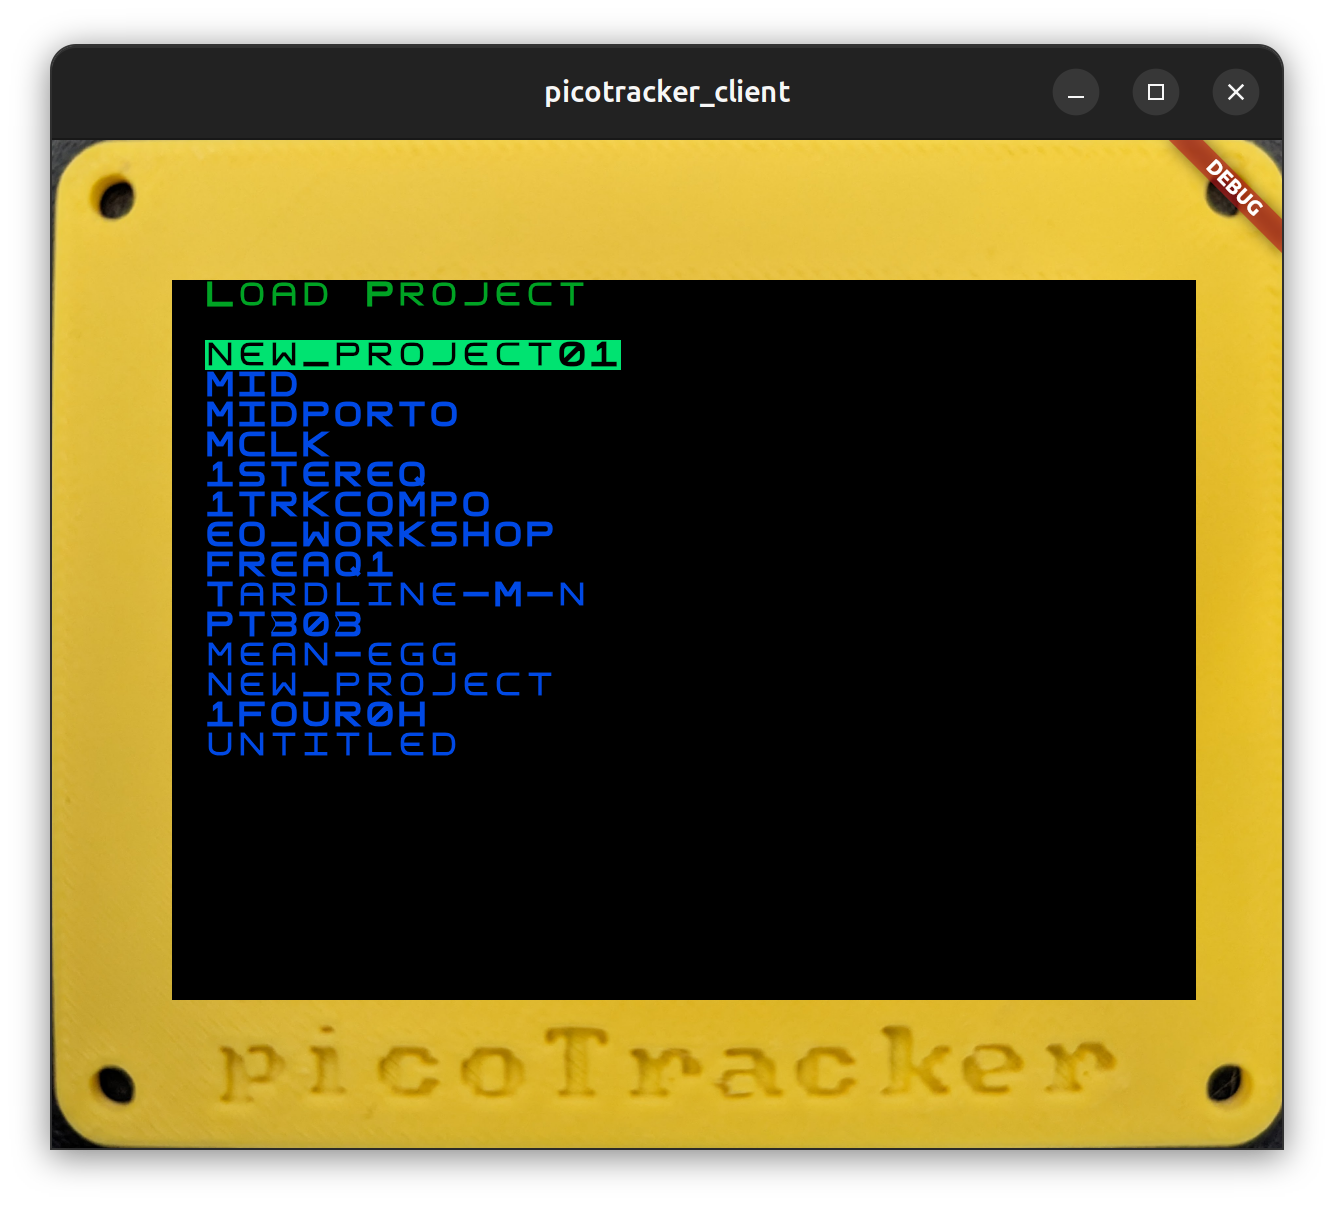 picotracker_client
DEBUG
LOAD PROJECT
NEW_PROJECT01
MID
MIDPORTO
MCLK
1STEREQ
1TRKCOMPO
EO_WORKSHOP
FREAQ1
TARDLINE-M-N
PT303
MEAN-EGG
NEW_PROJECT
1FOUR0H
UNTITLED
picoTracker